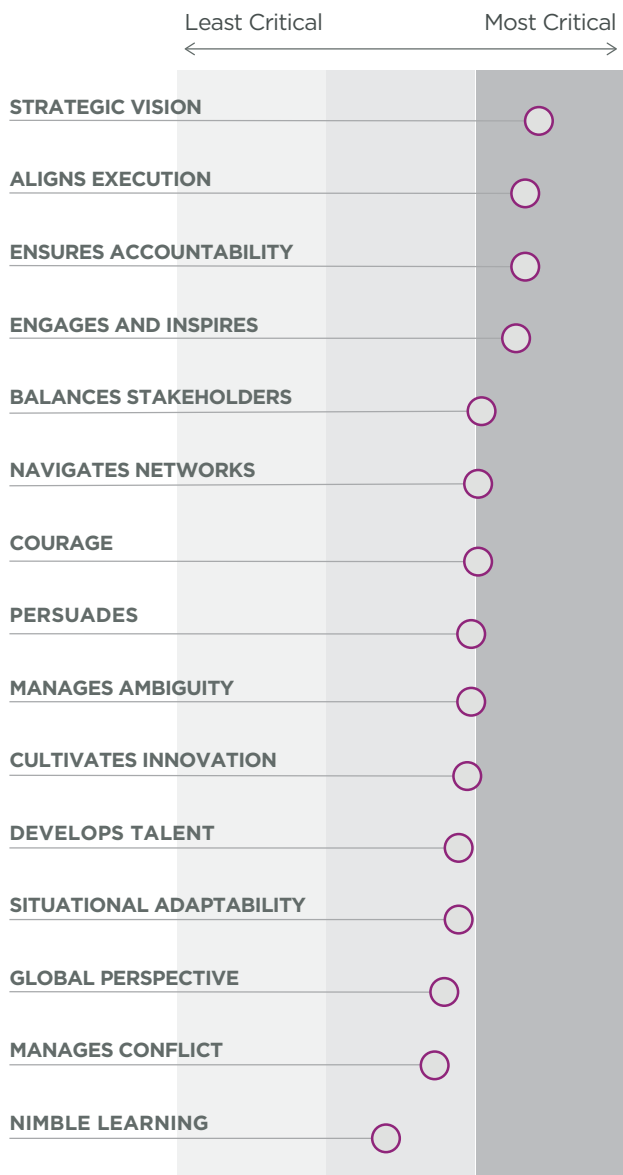 Least Critical Most Critical
STRATEGIC VISION
ALIGNS EXECUTION
ENSURES ACCOUNTABILITY
ENGAGES AND INSPIRES
BALANCES STAKEHOLDERS
NAVIGATES NETWORKS
COURAGE
PERSUADES
MANAGES AMBIGUITY
CULTIVATES INNOVATION
DEVELOPS TALENT
SITUATIONAL ADAPTABILITY
GLOBAL PERSPECTIVE
MANAGES CONFLICT
NIMBLE LEARNING